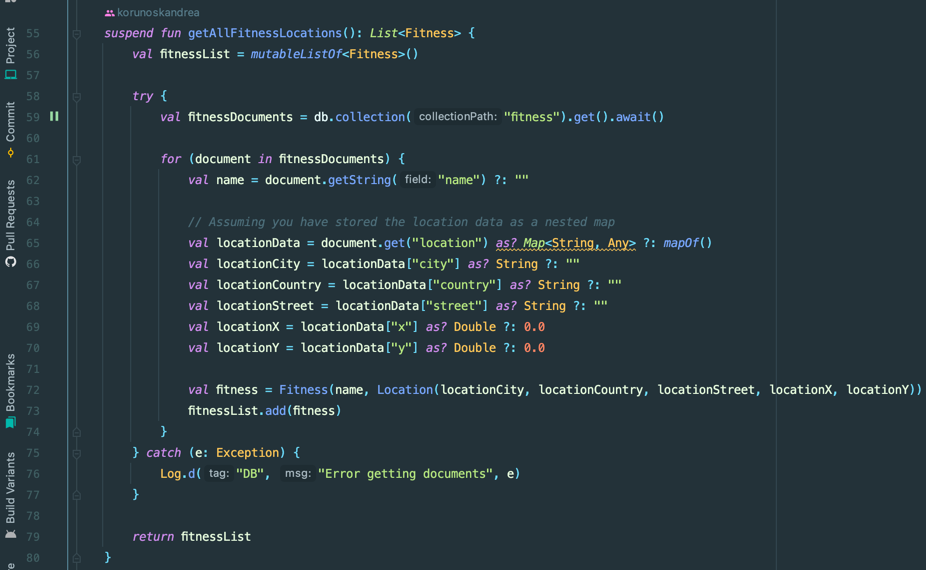 korunoskandrea
55 suspend fun getAllFitnessLocations(): List<Fitness> {
56 val fitnessList = mutableListOf<Fitness>()
57
58 try {
59 val fitnessDocuments = db.collection( collectionPath: "fitness").get().await()
60
61 for (document in fitnessDocuments) {
62 val name = document.getString( field: "name") ?: ""
63
64 // Assuming you have stored the location data as a nested map
65 val locationData = document.get("location") as? Map<String, Any> ?: mapOf()
66 val locationCity = locationData["city"] as? String ?: ""
67 val locationCountry = locationData["country"] as? String ?: ""
68 val locationStreet = locationData["street"] as? String ?: ""
69 val locationX = locationData["x"] as? Double ?: 0.0
70 val locationY = locationData["y"] as? Double ?: 0.0
71
72 val fitness = Fitness(name, Location(locationCity, locationCountry, locationStreet, locationX, locationY))
73 fitnessList.add(fitness)
74 }
75 } catch (e: Exception) {
76 Log.d( tag: "DB", msg: "Error getting documents", e)
77 }
78
79 return fitnessList
80 }
Project
Commit
Pull Requests
Bookmarks
Build Variants